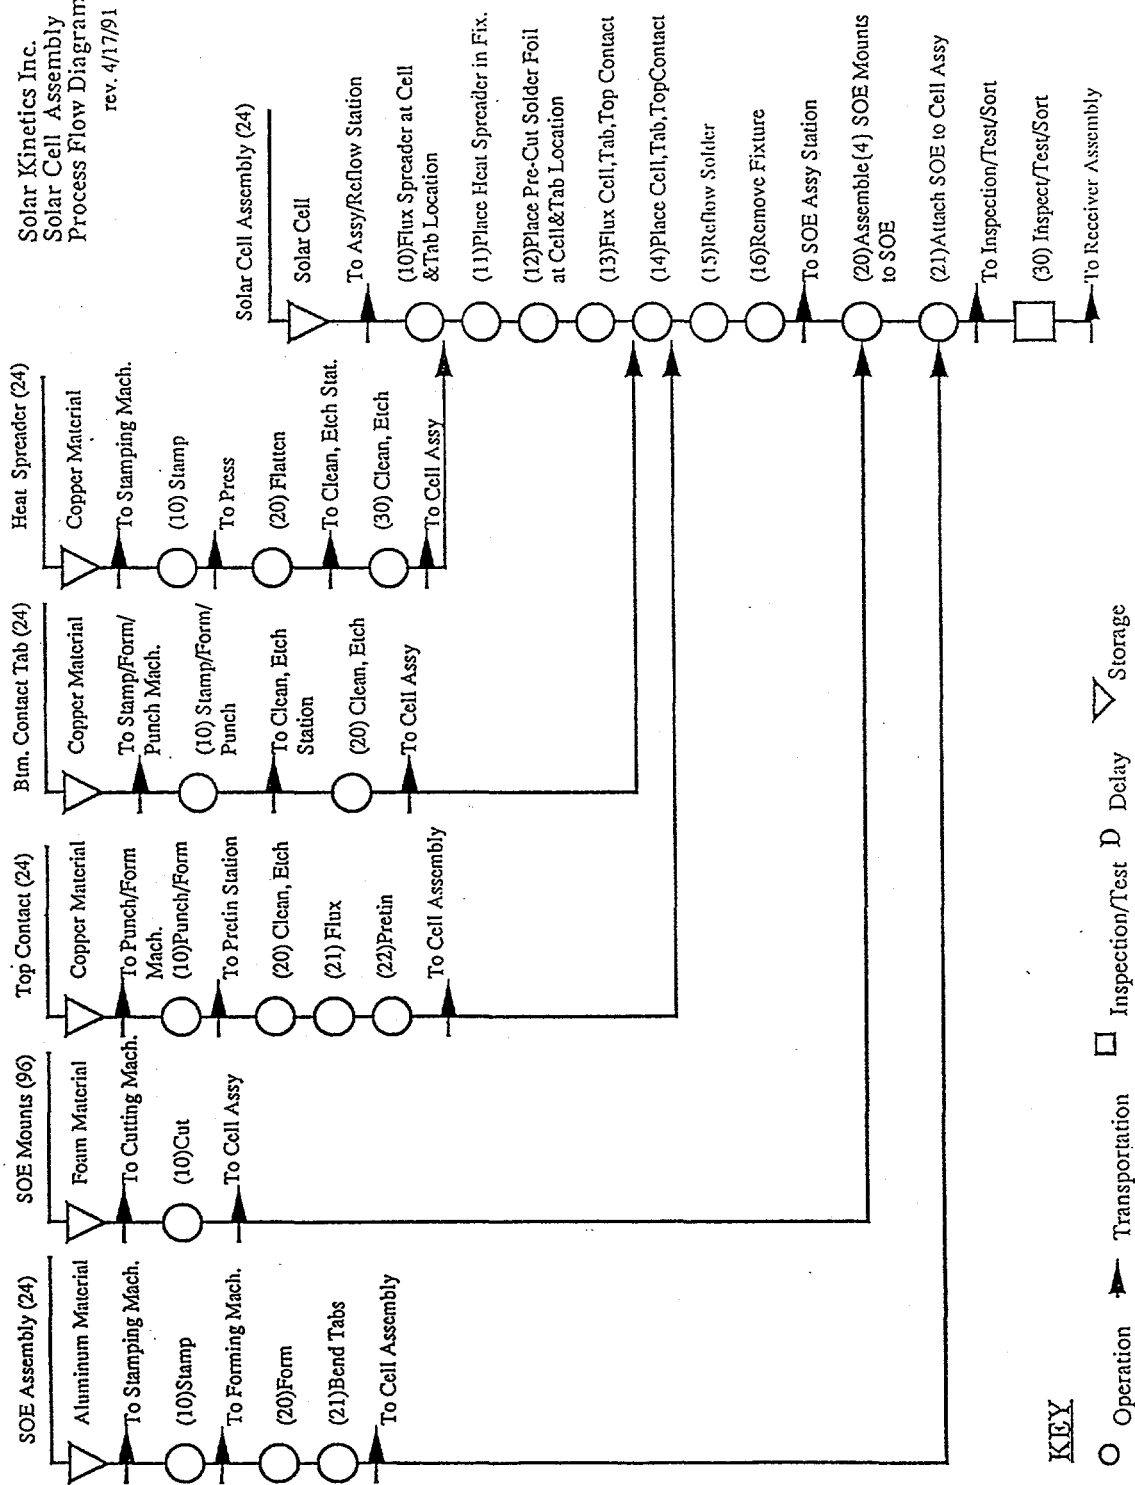 Solar Kinetics Inc.
Solar Cell Assembly
Process Flow Diagram
rev. 4/17/91
SOE Assembly (24)
Aluminum Material
To Stamping Mach.
(10)Stamp
To Forming Mach.
(20)Form
(21)Bend Tabs
To Cell Assembly
SOE Mounts (96)
Foam Material
To Cutting Mach.
(10)Cut
To Cell Assy
Top Contact (24)
Copper Material
To Punch/Form
Mach.
(10)Punch/Form
To Pretin Station
(20) Clean, Etch
(21) Flux
(22)Pretin
To Cell Assembly
Btm. Contact Tab (24)
Copper Material
To Stamp/Form/
Punch Mach.
(10) Stamp/Form/
Punch
To Clean, Etch
Station
(20) Clean, Etch
To Cell Assy
Heat Spreader (24)
Copper Material
To Stamping Mach.
(10) Stamp
To Press
(20) Flatten
To Clean, Etch Stat.
(30) Clean, Etch
To Cell Assy
Solar Cell Assembly (24)
Solar Cell
To Assy/Reflow Station
(10)Flux Spreader at Cell
&Tab Location
(11)Place Heat Spreader in Fix.
(12)Place Pre-Cut Solder Foil
at Cell&Tab Location
(13)Flux Cell,Tab,Top Contact
(14)Place Cell,Tab,TopContact
(15)Reflow Solder
(16)Remove Fixture
To SOE Assy Station
(20)Assemble{4} SOE Mounts
to SOE
(21)Attach SOE to Cell Assy
To Inspection/Test/Sort
(30) Inspect/Test/Sort
To Receiver Assembly
KEY
Operation
Transportation
Inspection/Test
D Delay
Storage